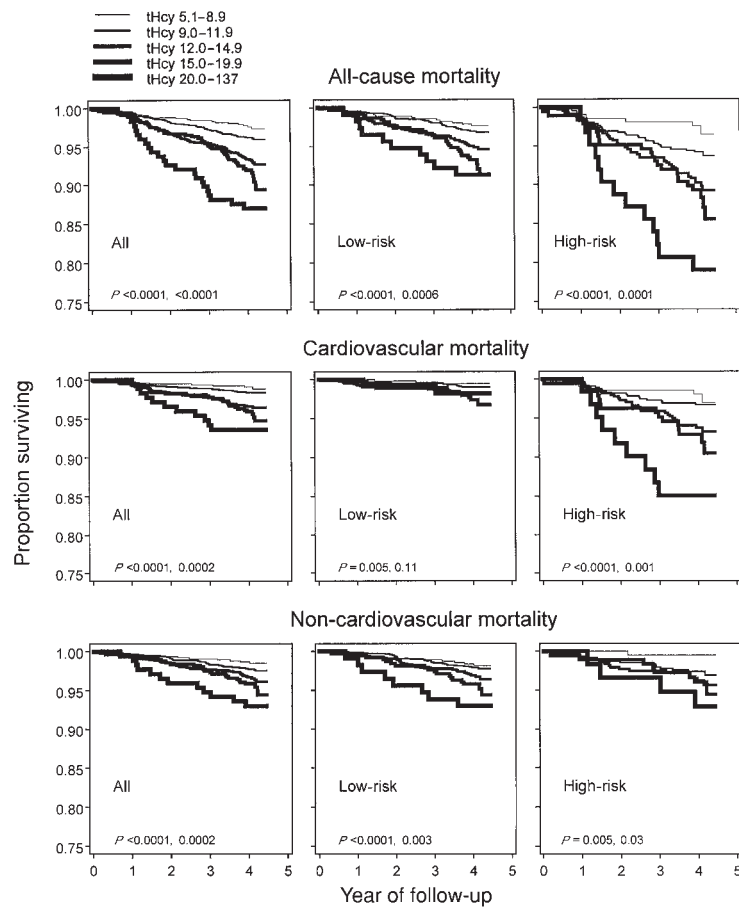 tHcy 5.1–8.9
tHcy 9.0–11.9
tHcy 12.0–14.9
tHcy 15.0–19.9
tHcy 20.0–137
All-cause mortality
1.00
0.95
0.90
0.85
0.80
0.75
All
P <0.0001, <0.0001
Low-risk
P <0.0001, 0.0006
High-risk
P <0.0001, 0.0001
Cardiovascular mortality
1.00
0.95
0.90
0.85
0.80
0.75
All
P <0.0001, 0.0002
Low-risk
P = 0.005, 0.11
High-risk
P <0.0001, 0.001
Proportion surviving
Non-cardiovascular mortality
1.00
0.95
0.90
0.85
0.80
0.75
All
P <0.0001, 0.0002
Low-risk
P <0.0001, 0.003
High-risk
P = 0.005, 0.03
0 1 2 3 4 5 0 1 2 3 4 5 0 1 2 3 4 5
Year of follow-up